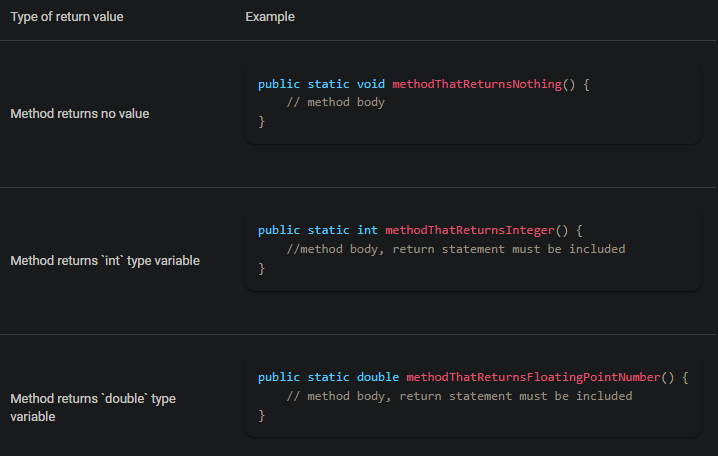 Type of return value Example
public static void methodThatReturnsNothing() {
// method body
Method returns no value
}
public static int methodThatReturnsInteger() {
//method body, return statement must be included
Method returns `int` type variable
}
public static double methodThatReturnsFloatingPointNumber() {
// method body, return statement must be included
Method returns `double` type
variable
}